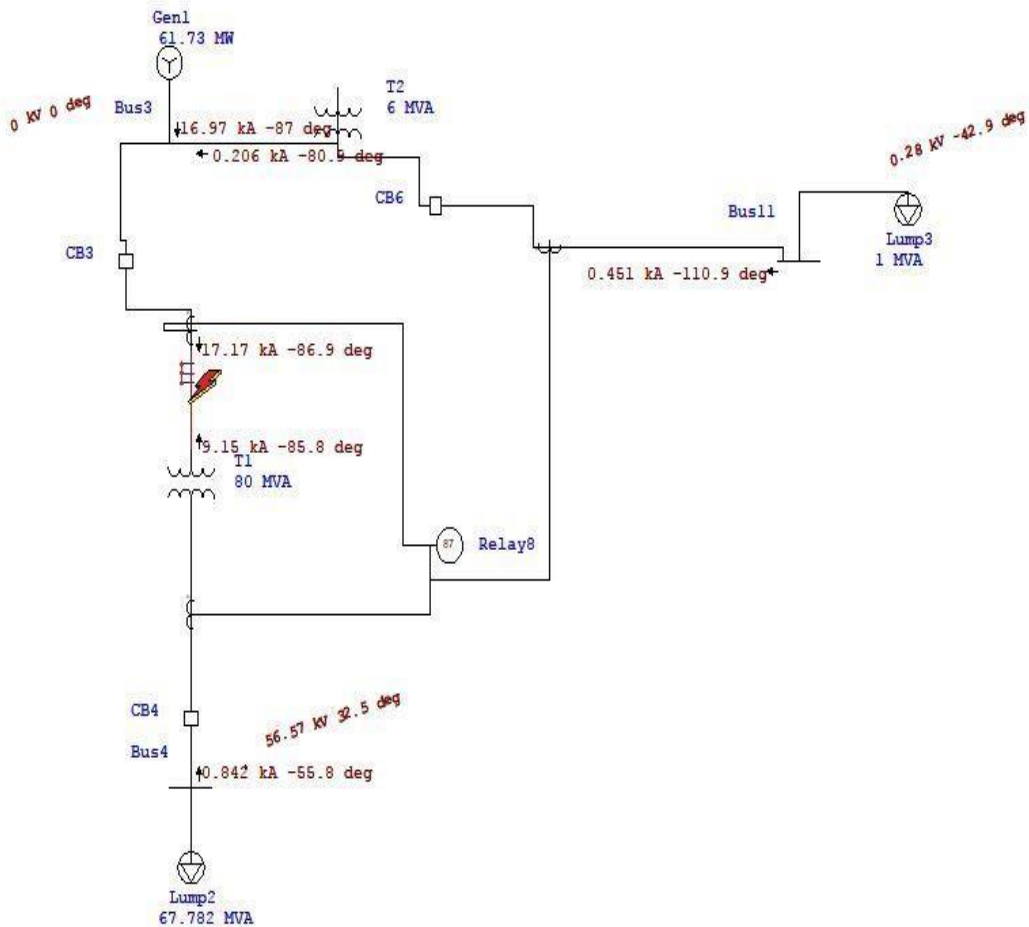 Gen1
61.73 MW
0 kV 0 deg
Bus3
T2
6 MVA
16.97 kA -87 deg
0.206 kA -80.9 deg
0.28 kV -42.9 deg
CB6
Bus11
Lump3
1 MVA
CB3
0.451 kA -110.9 deg
17.17 kA -86.9 deg
9.15 kA -85.8 deg
T1
80 MVA
87
Relay8
CB4
56.57 kV 32.5 deg
Bus4
0.842 kA -55.8 deg
Lump2
67.782 MVA